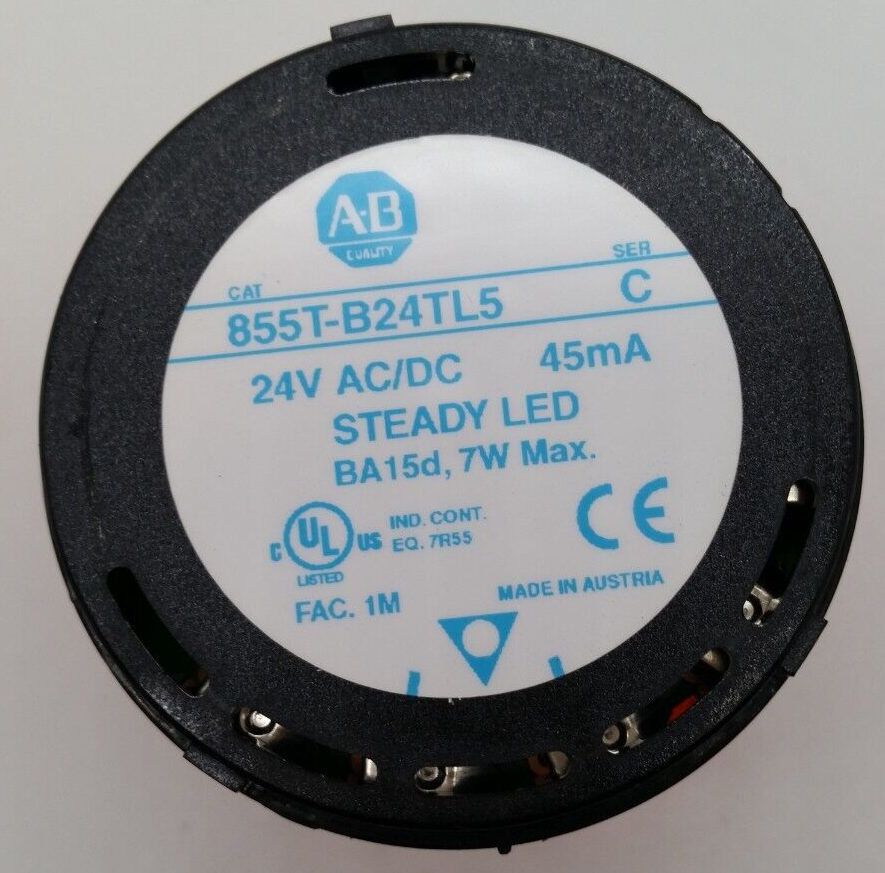 A·B
QUALITY
CAT SER
855T-B24TL5 C
24V AC/DC 45mA
STEADY LED
BA15d, 7W Max.
C UL US
LISTED
IND. CONT.
EQ. 7R55
CE
FAC. 1M
MADE IN AUSTRIA